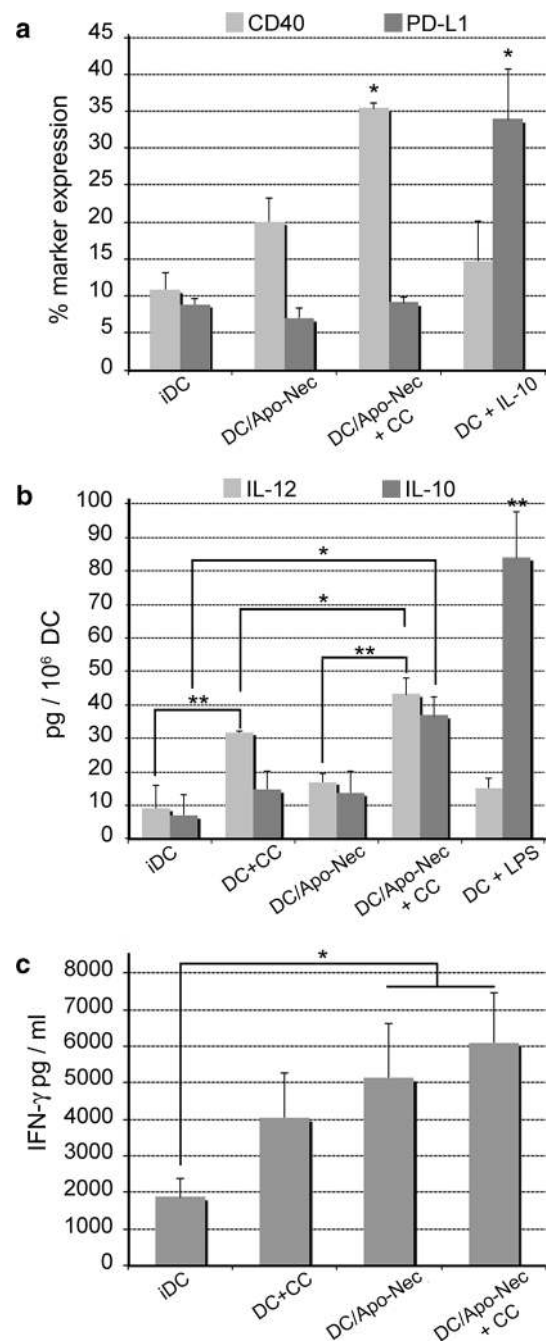 a
CD40 PD-L1
% marker expression
45
40
35
30
25
20
15
10
5
0
*
*
iDC
DC/Apo-Nec
DC/Apo-Nec
+ CC
DC + IL-10
b
IL-12 IL-10
pg / 10⁶ DC
100
90
80
70
60
50
40
30
20
10
0
**
*
*
**
**
iDC
DC+CC
DC/Apo-Nec
DC/Apo-Nec
+ CC
DC + LPS
c
IFN-γ pg / ml
8000
7000
6000
5000
4000
3000
2000
1000
0
*
iDC
DC+CC
DC/Apo-Nec
DC/Apo-Nec
+ CC